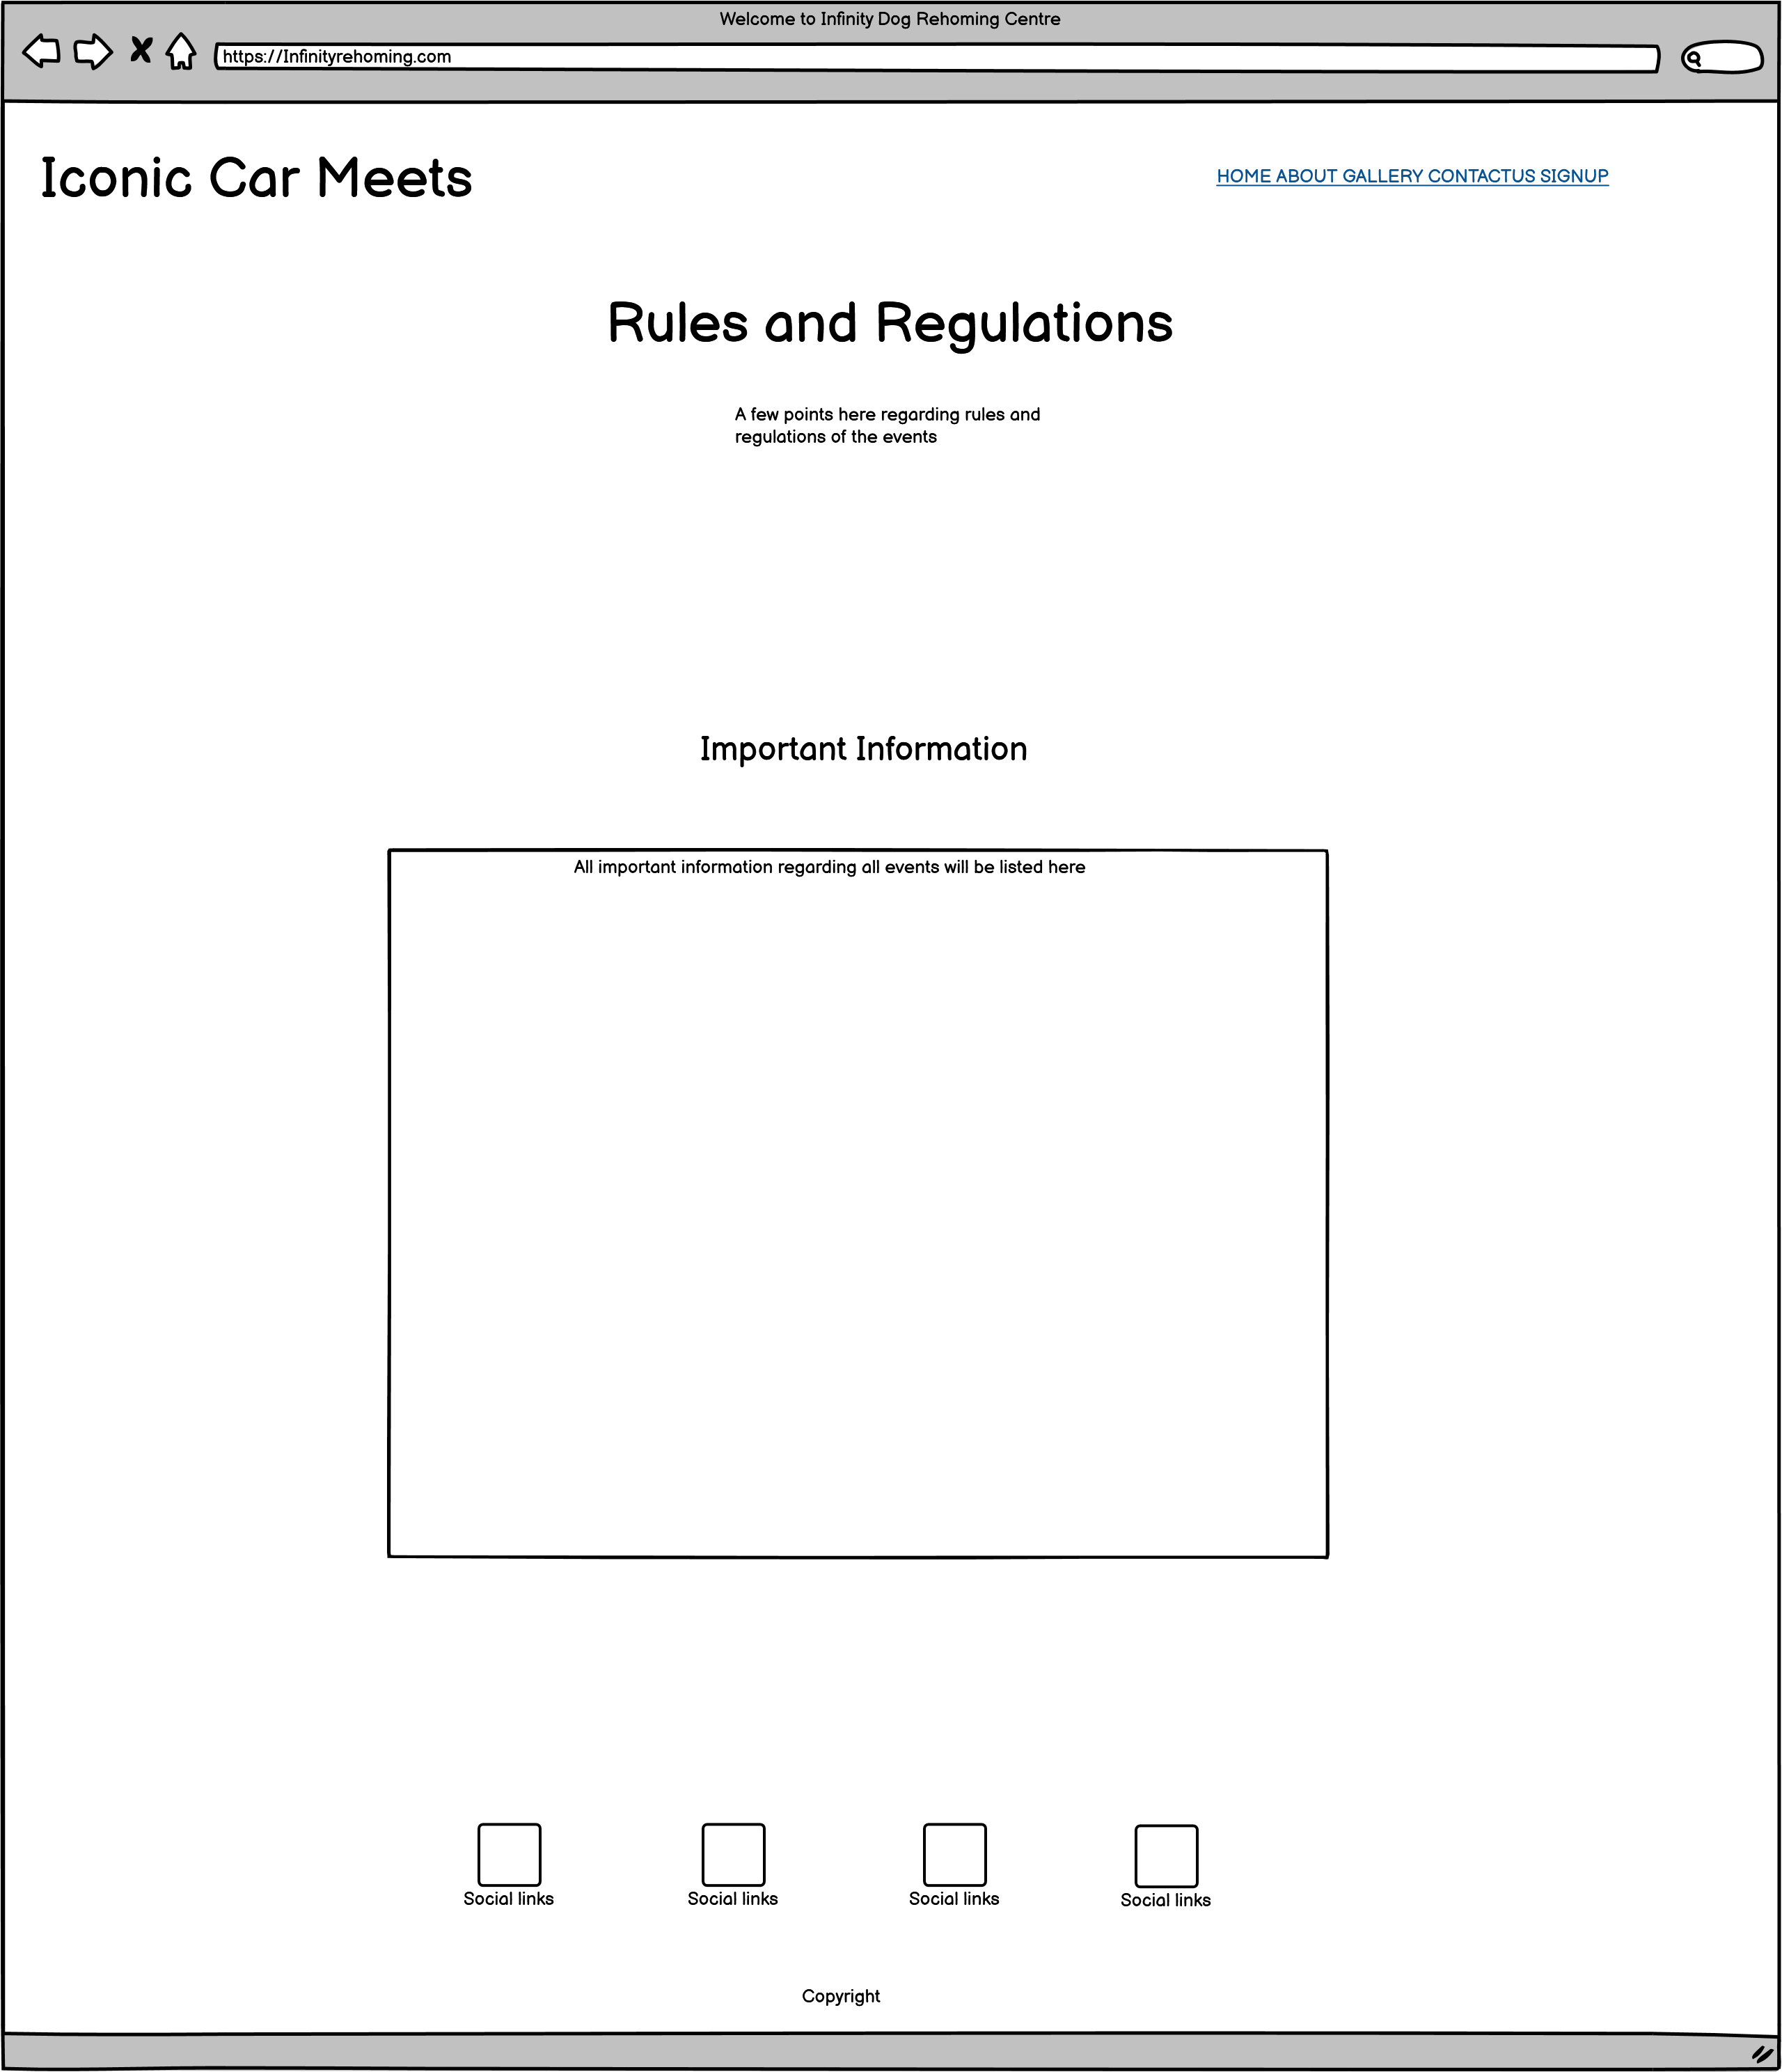 Welcome to Infinity Dog Rehoming Centre
https://Infinityrehoming.com
Iconic Car Meets
HOME ABOUT GALLERY CONTACTUS SIGNUP
Rules and Regulations
A few points here regarding rules and
regulations of the events
Important Information
All important information regarding all events will be listed here
Social links
Social links
Social links
Social links
Copyright